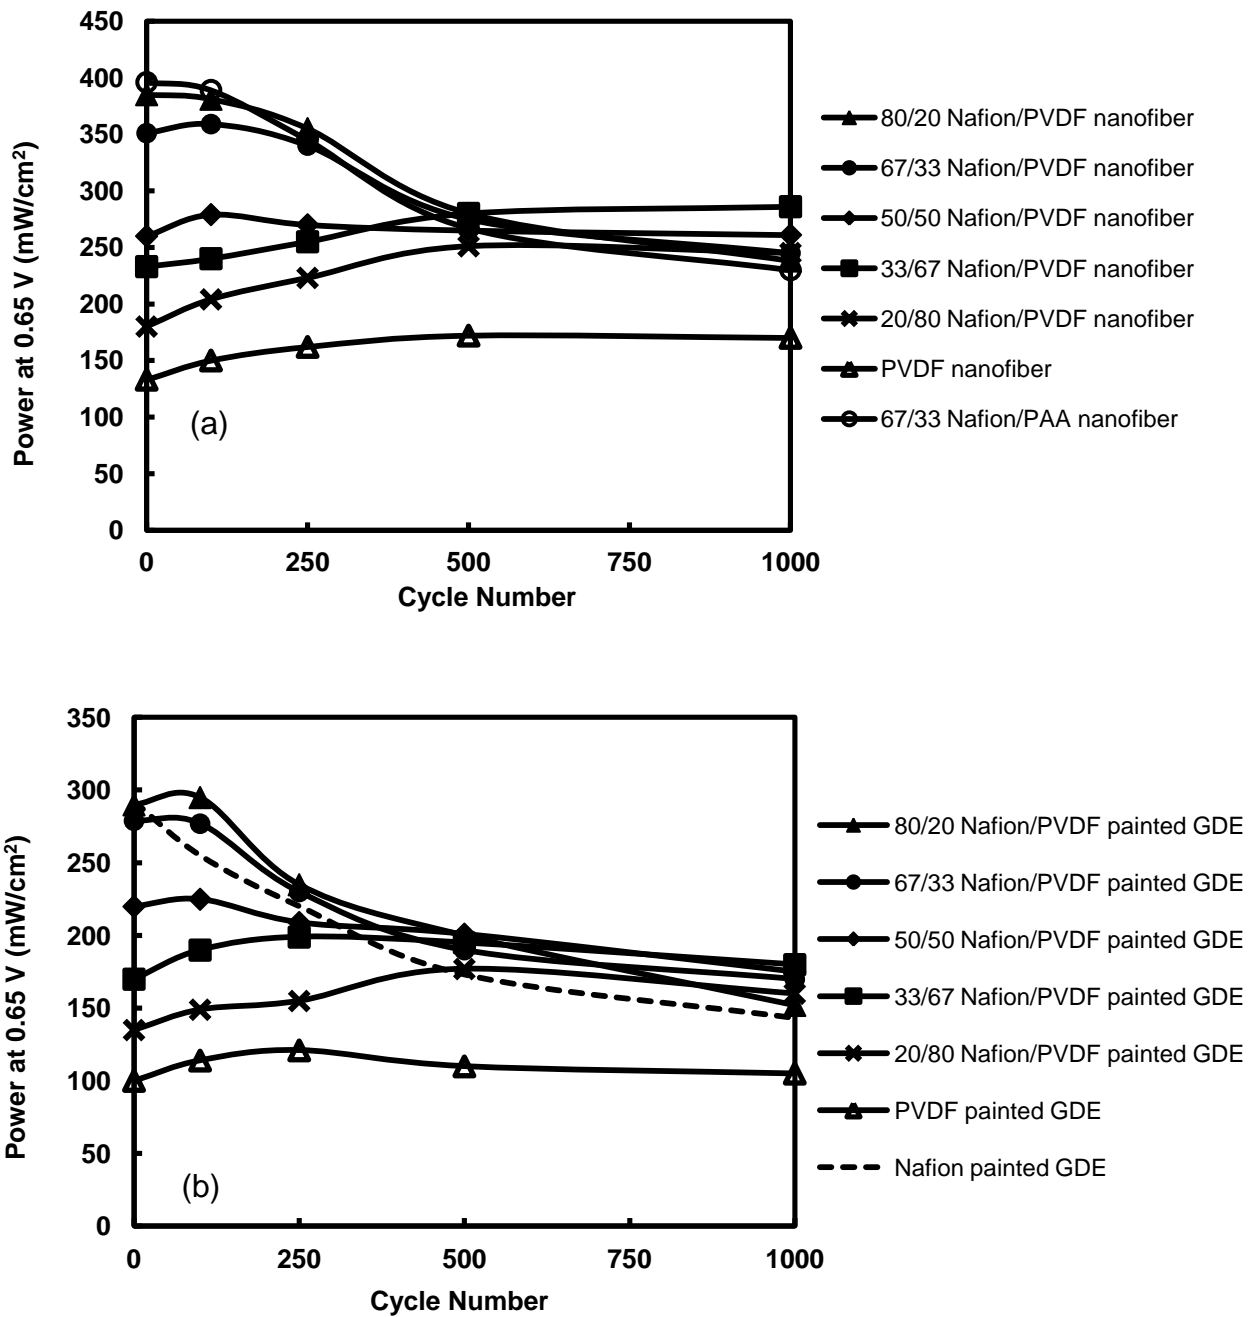 450
400
350
300
250
200
150
100
50
0
Power at 0.65 V (mW/cm²)
(a)
0 250 500 750 1000
Cycle Number
80/20 Nafion/PVDF nanofiber
67/33 Nafion/PVDF nanofiber
50/50 Nafion/PVDF nanofiber
33/67 Nafion/PVDF nanofiber
20/80 Nafion/PVDF nanofiber
PVDF nanofiber
67/33 Nafion/PAA nanofiber
350
300
250
200
150
100
50
0
Power at 0.65 V (mW/cm²)
(b)
0 250 500 750 1000
Cycle Number
80/20 Nafion/PVDF painted GDE
67/33 Nafion/PVDF painted GDE
50/50 Nafion/PVDF painted GDE
33/67 Nafion/PVDF painted GDE
20/80 Nafion/PVDF painted GDE
PVDF painted GDE
Nafion painted GDE